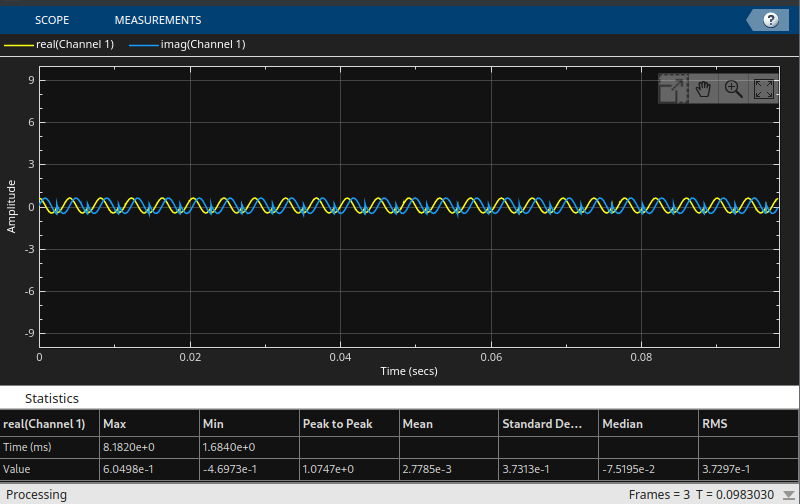 SCOPE MEASUREMENTS ?
real(Channel 1) imag(Channel 1)
9
6
3
0
-3
-6
-9
Amplitude
0 0.02 0.04 0.06 0.08
Time (secs)
Statistics
real(Channel 1) Max Min Peak to Peak Mean Standard De... Median RMS
Time (ms) 8.1820e+0 1.6840e+0
Value 6.0498e-1 -4.6973e-1 1.0747e+0 2.7785e-3 3.7313e-1 -7.5195e-2 3.7297e-1
Processing Frames = 3 T = 0.0983030